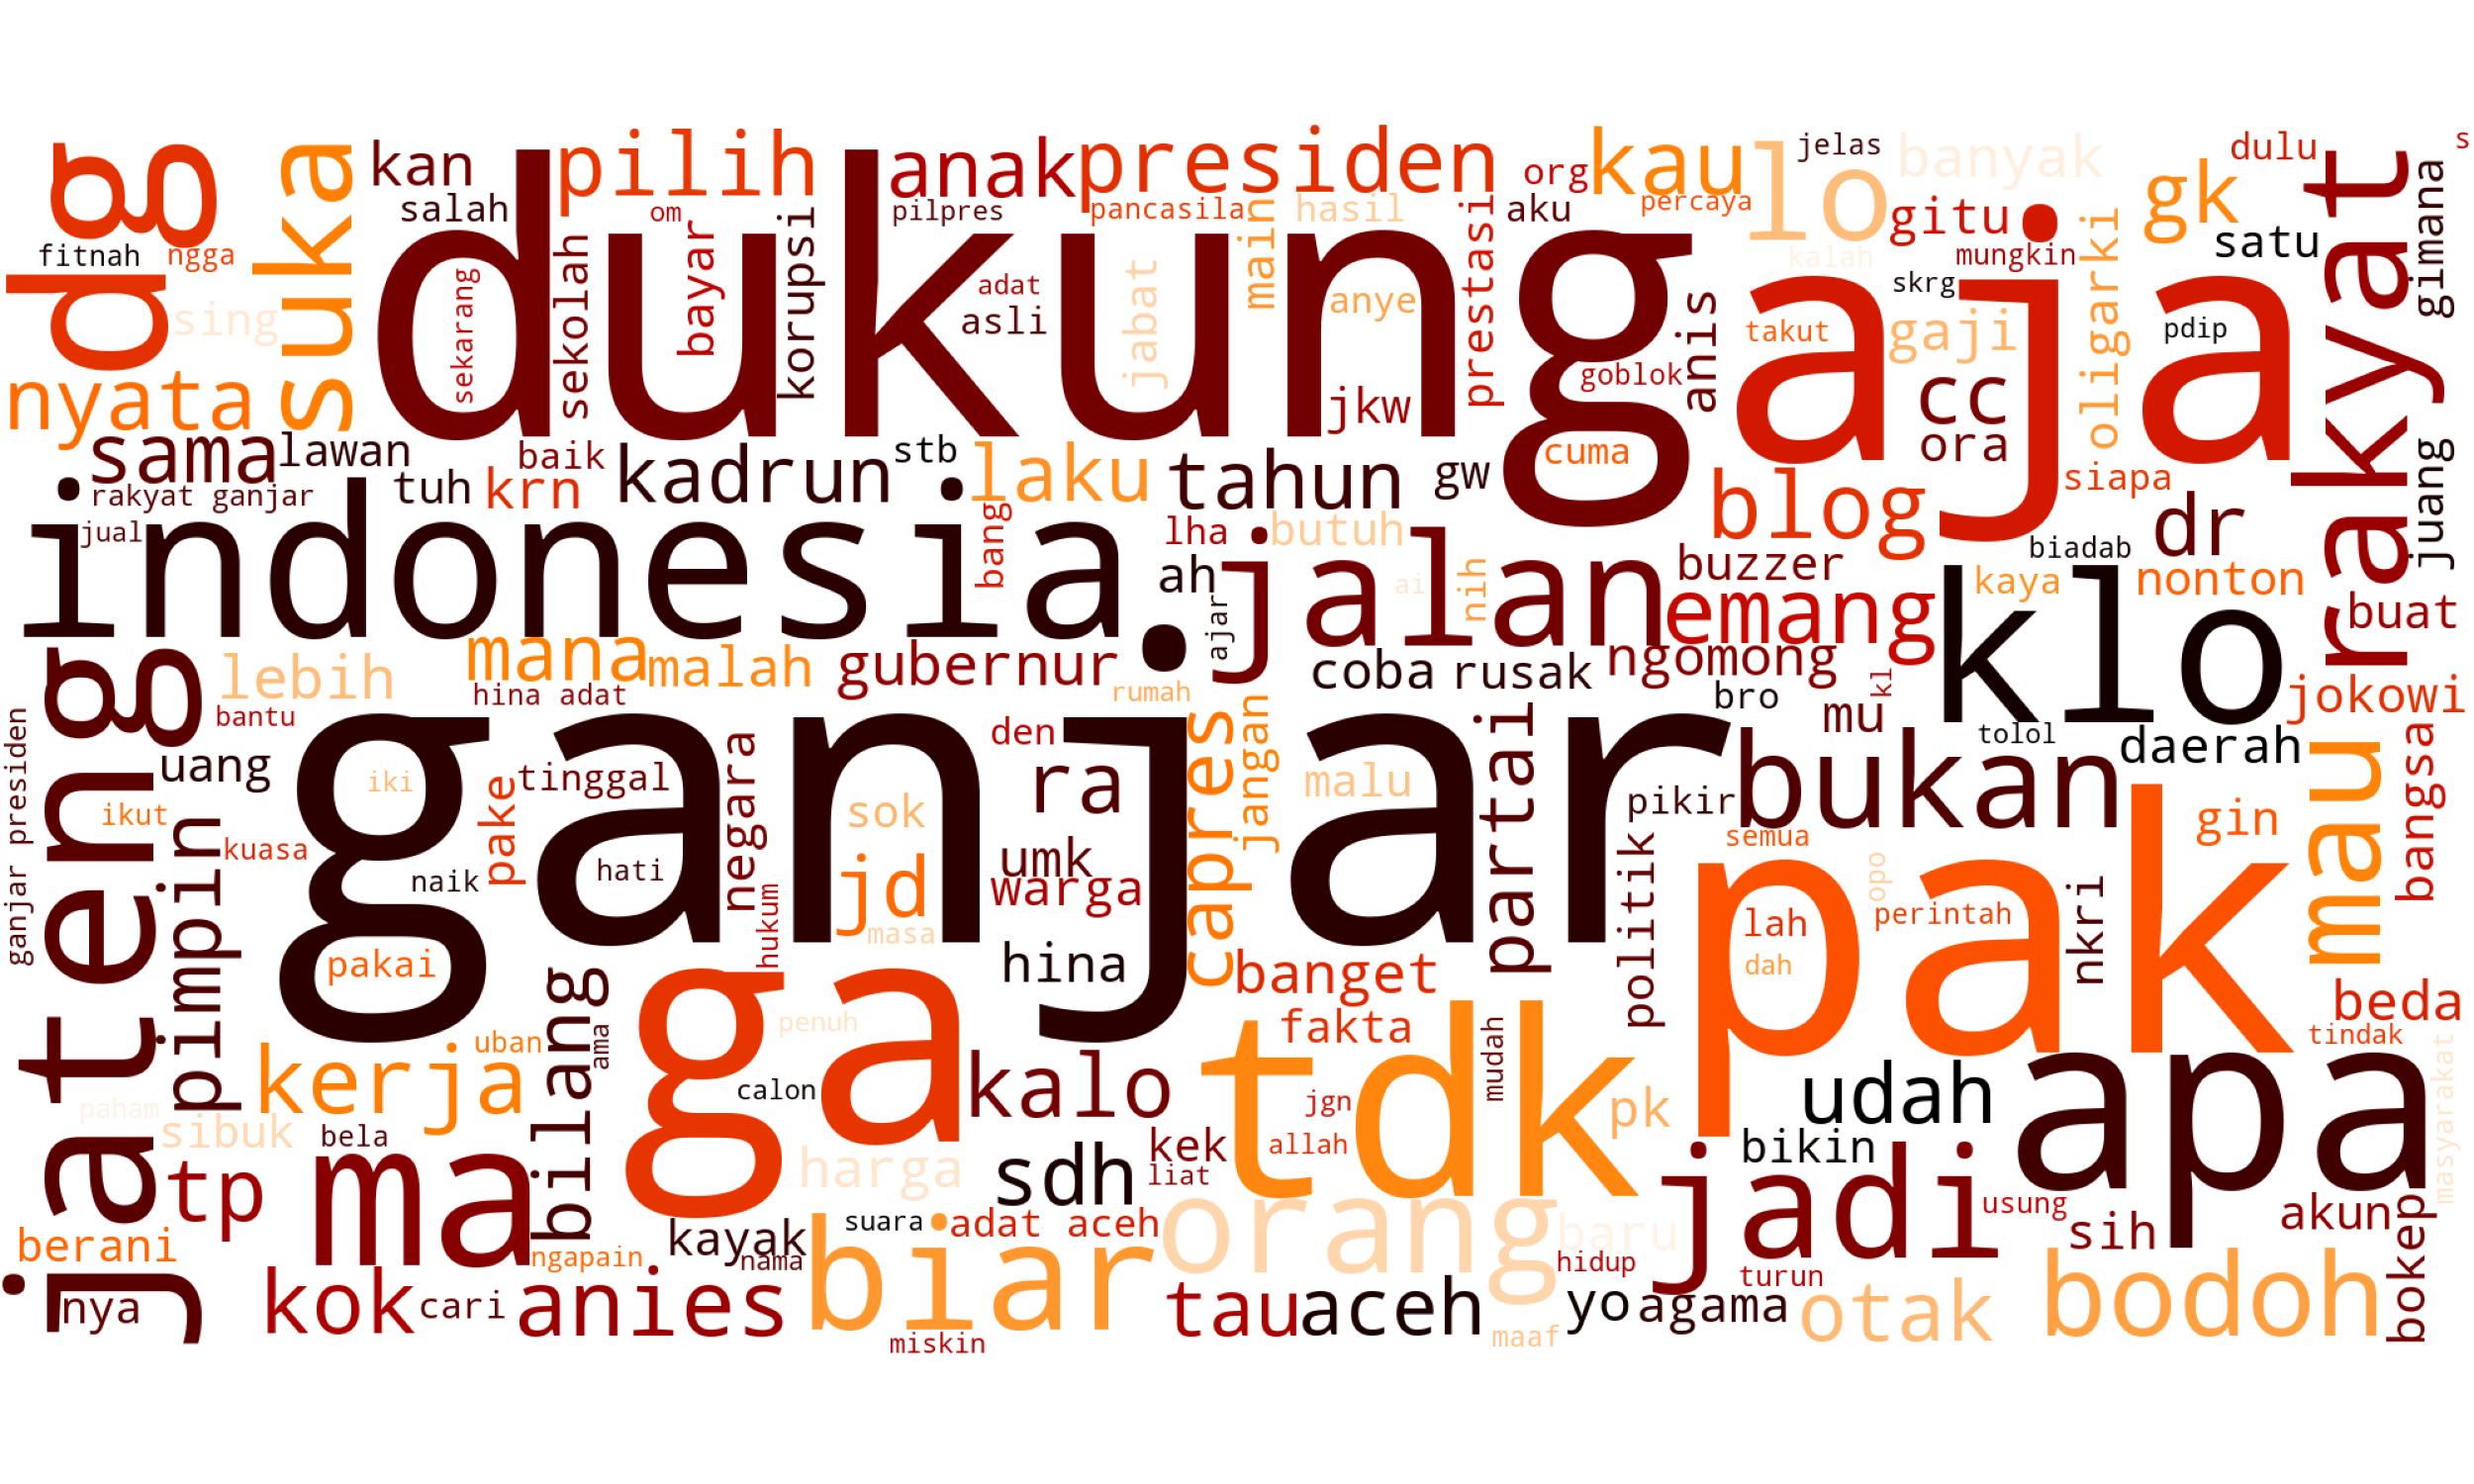 dg
suka
kan
pilih
anak
presiden
org
kau
lo
jelas
banyak
gk
dulu
s
rakyat
gimana
salah
om
pilpres
pancasila
main
hasil
aku
percaya
gitu
satu
fitnah
ngga
dukung
bayar
korupsi
sekolah
sekarang
adat
asli
jabat
anye
jkw
prestasi
goblok
anis
kalah
mungkin
skrg
aja
takut
gaji
cc
ora
oligarki
pdip
sing
nyata
sama
lawan
baik
kadrun
stb
laku
tahun
gw
cuma
blog
siapa
juang
rakyat ganjar
tuh
krn
jual
indonesia
bang
lha
butuh
ah
ajar
jalan
ai
nih
buzzer
emang
biadab
dr
kaya
nonton
klo
buat
jateng
lebih
mana
malah
gubernur
rumah
coba
rusak
ngomong
kl
bro
mu
jokowi
bantu
hina adat
ganjar presiden
uang
iki
ganjar
pake
tinggal
negara
den
ra
capres
jangan
malu
partai
pikir
bukan
tolol
daerah
mau
bangsa
ikut
pimpin
kuasa
naik
hati
sok
jd
umk
warga
masa
hukum
politik
semua
pak
opo
gin
lah
perintah
dah
nkri
pakai
hina
banget
bilang
ama
ga
penuh
fakta
mudah
beda
tindak
masyarakat
uban
kerja
calon
kalo
tdk
jgn
pk
udah
apa
paham
sibuk
bela
allah
kek
liat
bikin
tp
ma
harga
sdh
orang
baru
jadi
usung
sih
akun
bokep
berani
ngapain
kayak
nama
suara
adat aceh
biar
hidup
turun
nya
kok
cari
anies
miskin
tau
aceh
maaf
yo
agama
otak
bodoh